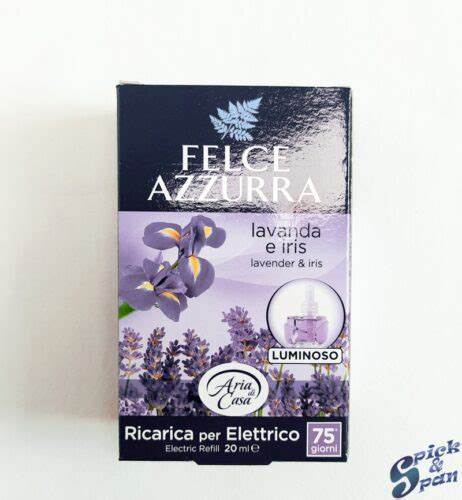 FELCE
AZZURRA
lavanda
e iris
lavender & iris
LUMINOSO
Aria di
Casa
Ricarica per Elettrico
Electric Refill 20 ml ℮
75*
giorni
Spick
&
Span